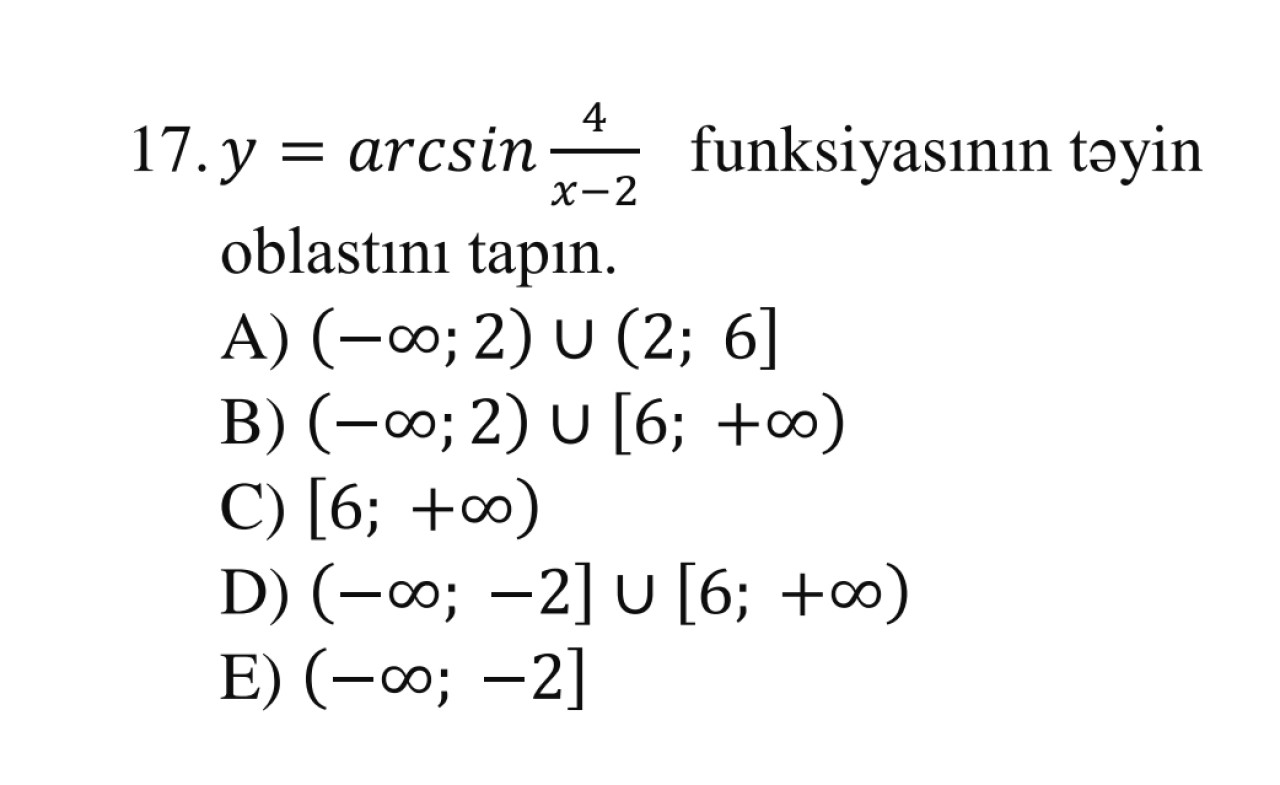 17. y = arcsin 4/(x−2) funksiyasının təyin
oblastını tapın.
A) (−∞; 2) ∪ (2; 6]
B) (−∞; 2) ∪ [6; +∞)
C) [6; +∞)
D) (−∞; −2] ∪ [6; +∞)
E) (−∞; −2]